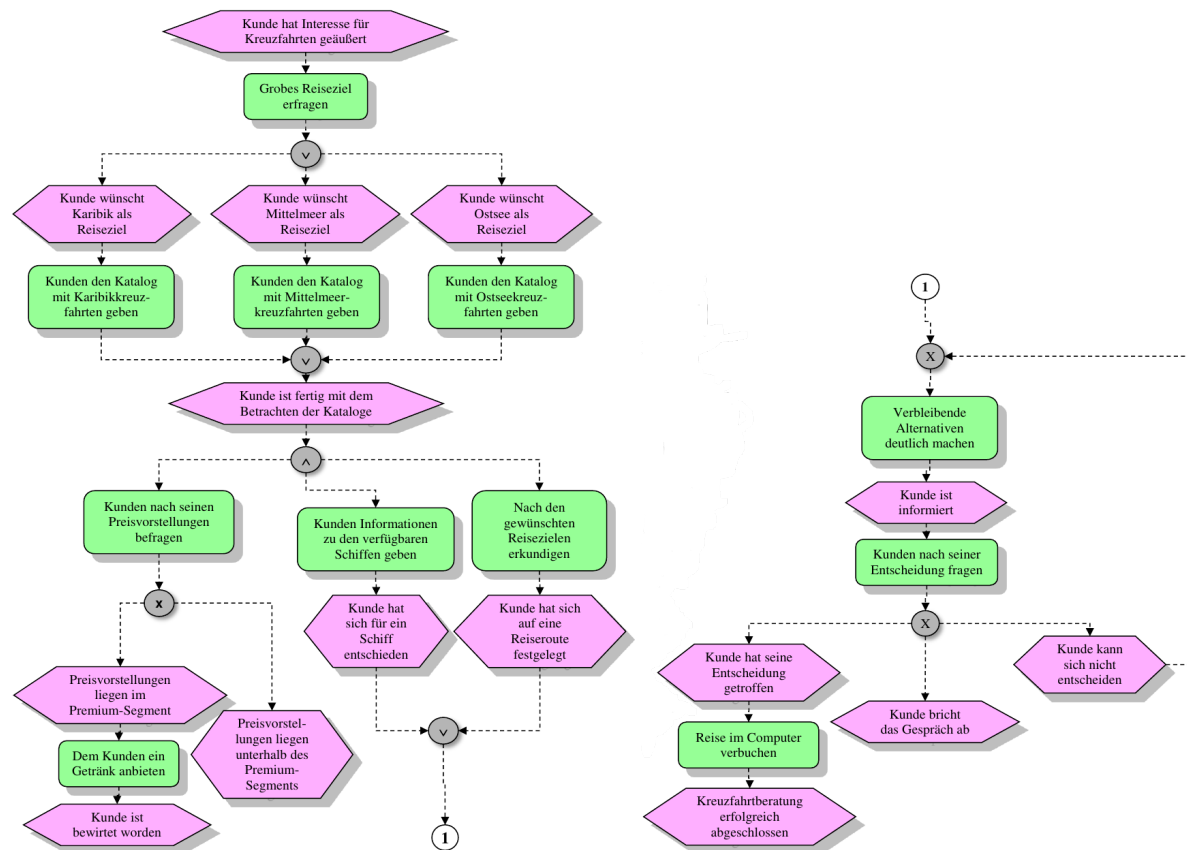 Kunde hat Interesse für
Kreuzfahrten geäußert
Grobes Reiseziel
erfragen
v
Kunde wünscht
Karibik als
Reiseziel
Kunde wünscht
Mittelmeer als
Reiseziel
Kunde wünscht
Ostsee als
Reiseziel
Kunden den Katalog
mit Karibikkreuz-
fahrten geben
Kunden den Katalog
mit Mittelmeer-
kreuzfahrten geben
Kunden den Katalog
mit Ostseekreuz-
fahrten geben
v
Kunde ist fertig mit dem
Betrachten der Kataloge
^
Kunden nach seinen
Preisvorstellungen
befragen
Kunden Informationen
zu den verfügbaren
Schiffen geben
Nach den
gewünschten
Reisezielen
erkundigen
x
Kunde hat
sich für ein
Schiff
entschieden
Kunde hat sich
auf eine
Reiseroute
festgelegt
Preisvorstellungen
liegen im
Premium-Segment
Preisvorstel-
lungen liegen
unterhalb des
Premium-
Segments
Dem Kunden ein
Getränk anbieten
Kunde ist
bewirtet worden
v
1
1
X
Verbleibende
Alternativen
deutlich machen
Kunde ist
informiert
Kunden nach seiner
Entscheidung fragen
X
Kunde hat seine
Entscheidung
getroffen
Kunde bricht
das Gespräch ab
Kunde kann
sich nicht
entscheiden
Reise im Computer
verbuchen
Kreuzfahrtberatung
erfolgreich
abgeschlossen